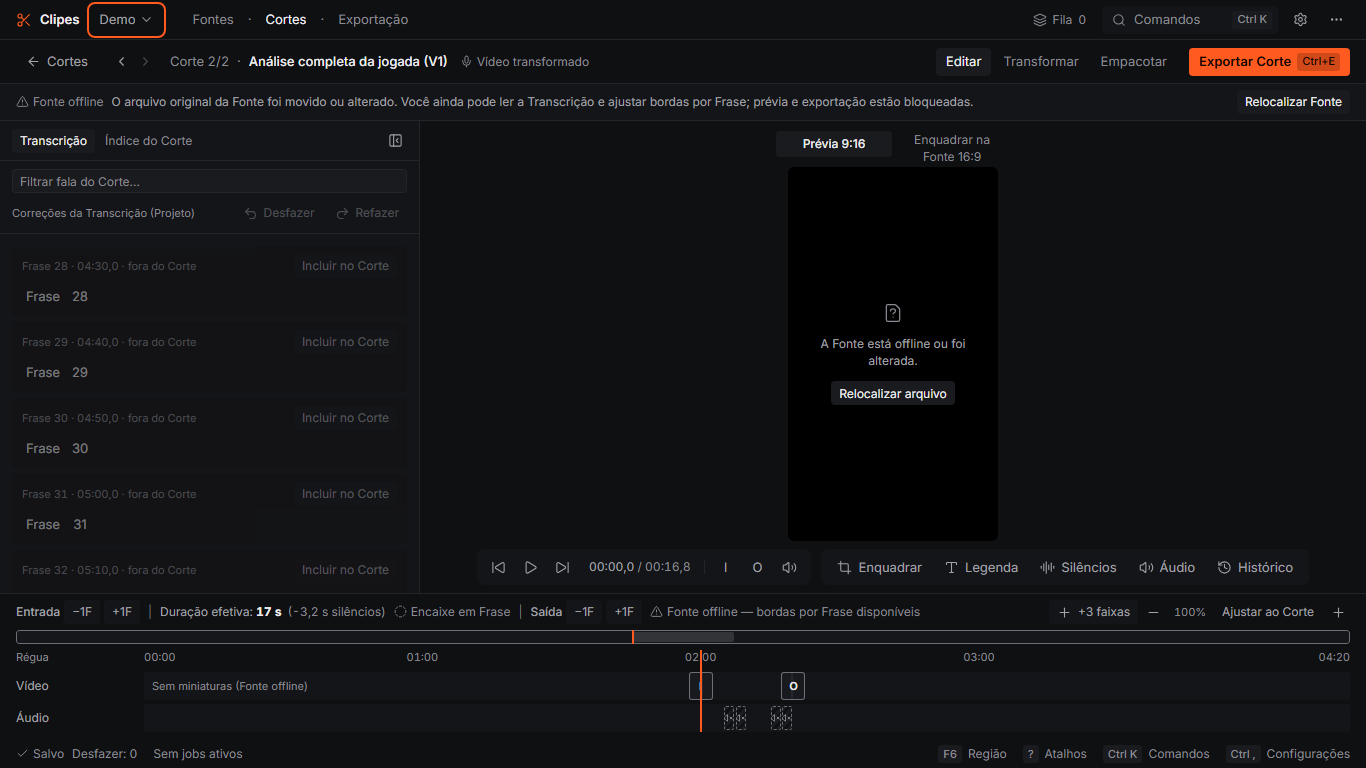 Clipes Demo Fontes · Cortes · Exportação Fila 0 Comandos Ctrl K
Cortes Corte 2/2 · Análise completa da jogada (V1) Vídeo transformado Editar Transformar Empacotar Exportar Corte Ctrl+E
Fonte offline O arquivo original da Fonte foi movido ou alterado. Você ainda pode ler a Transcrição e ajustar bordas por Frase; prévia e exportação estão bloqueadas. Relocalizar Fonte
Transcrição Índice do Corte
Filtrar fala do Corte...
Correções da Transcrição (Projeto) Desfazer Refazer
Frase 28 · 04:30,0 · fora do Corte Incluir no Corte
Frase 28
Frase 29 · 04:40,0 · fora do Corte Incluir no Corte
Frase 29
Frase 30 · 04:50,0 · fora do Corte Incluir no Corte
Frase 30
Frase 31 · 05:00,0 · fora do Corte Incluir no Corte
Frase 31
Frase 32 · 05:10,0 · fora do Corte Incluir no Corte
Prévia 9:16
Enquadrar na
Fonte 16:9
A Fonte está offline ou foi
alterada.
Relocalizar arquivo
00:00,0 / 00:16,8 I O Enquadrar Legenda Silêncios Áudio Histórico
Entrada −1F +1F Duração efetiva: 17 s (-3,2 s silêncios) Encaixe em Frase Saída −1F +1F Fonte offline — bordas por Frase disponíveis +3 faixas 100% Ajustar ao Corte
Régua 00:00 01:00 02:00 03:00 04:20
Vídeo Sem miniaturas (Fonte offline) O
Áudio
Salvo Desfazer: 0 Sem jobs ativos F6 Região ? Atalhos Ctrl K Comandos Ctrl , Configurações